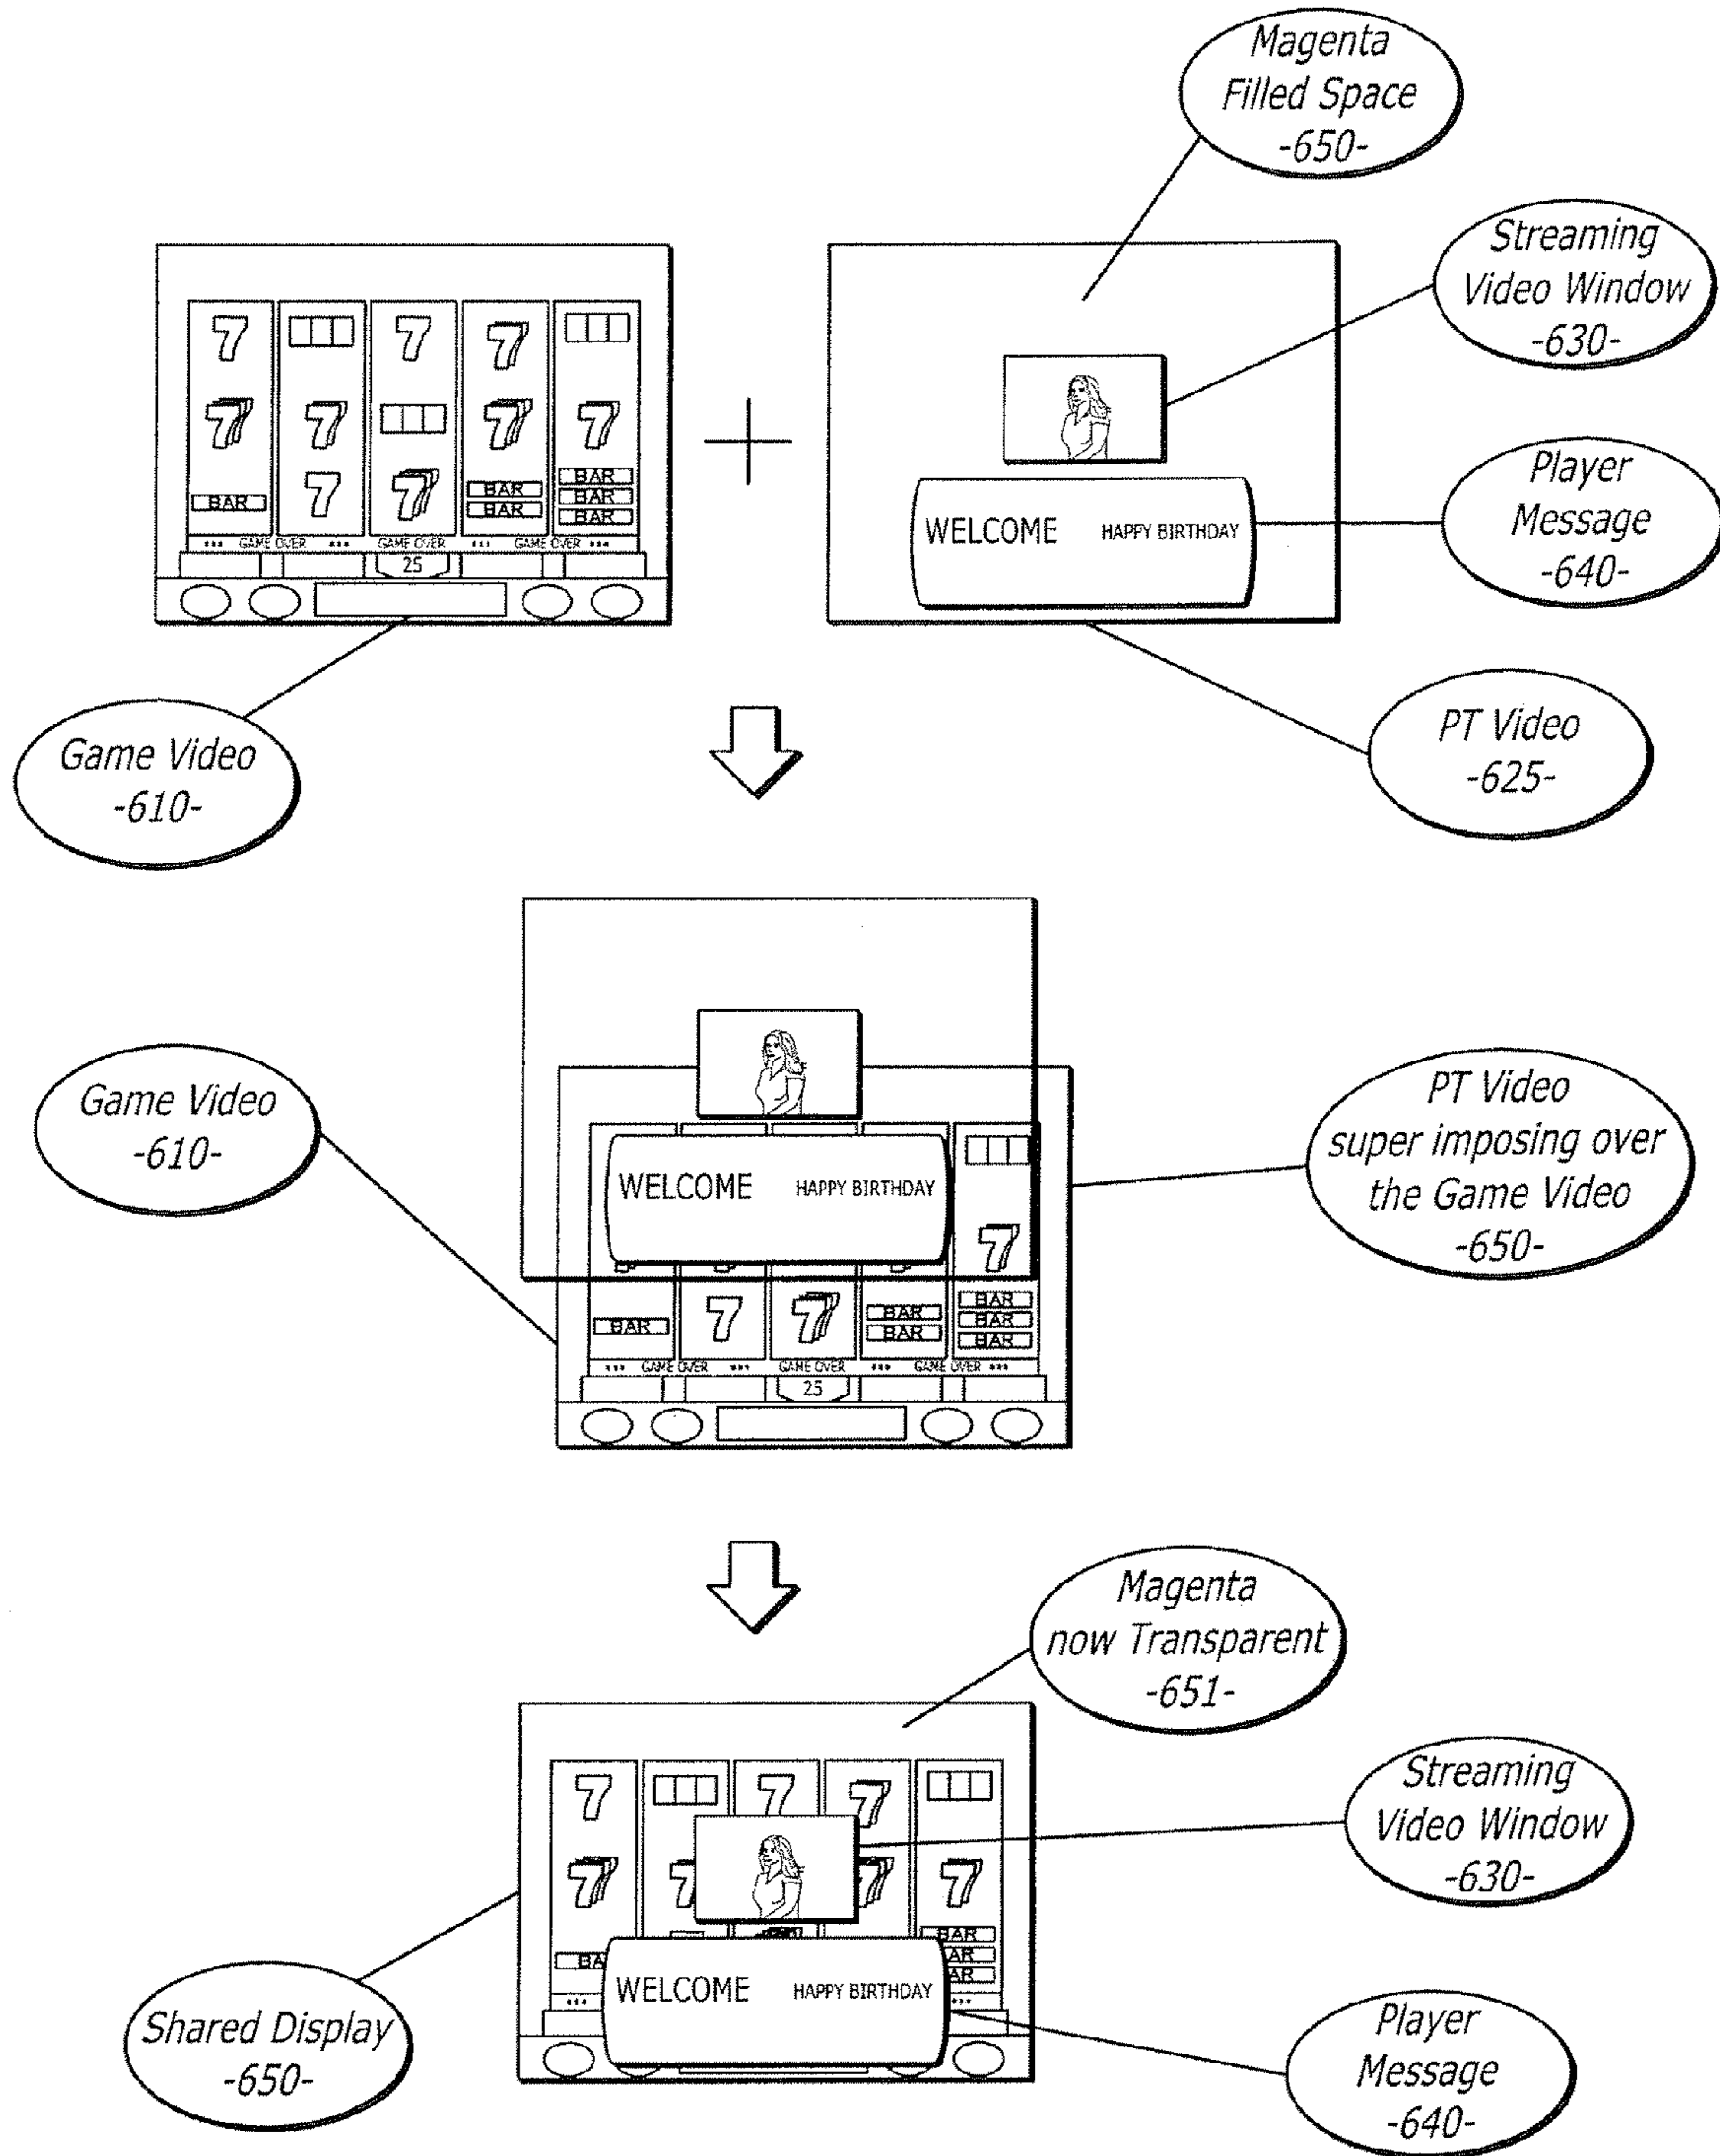 Magenta
Filled Space
-650-
Streaming
Video Window
-630-
7 7 7
7 7 7 7
7 7
BAR BAR BAR
BAR BAR
BAR
*** GAME OVER *** GAME OVER *** GAME OVER ***
25
WELCOME HAPPY BIRTHDAY
Player
Message
-640-
Game Video
-610-
PT Video
-625-
Game Video
-610-
WELCOME HAPPY BIRTHDAY
7
PT Video
super imposing over
the Game Video
-650-
BAR 7 7 BAR BAR
BAR BAR
BAR
*** GAME OVER *** GAME OVER *** GAME OVER ***
25
Magenta
now Transparent
-651-
7 7 7
7 7 7 7
Streaming
Video Window
-630-
BA BAR
AR
AR
*** ***
WELCOME HAPPY BIRTHDAY
Shared Display
-650-
Player
Message
-640-